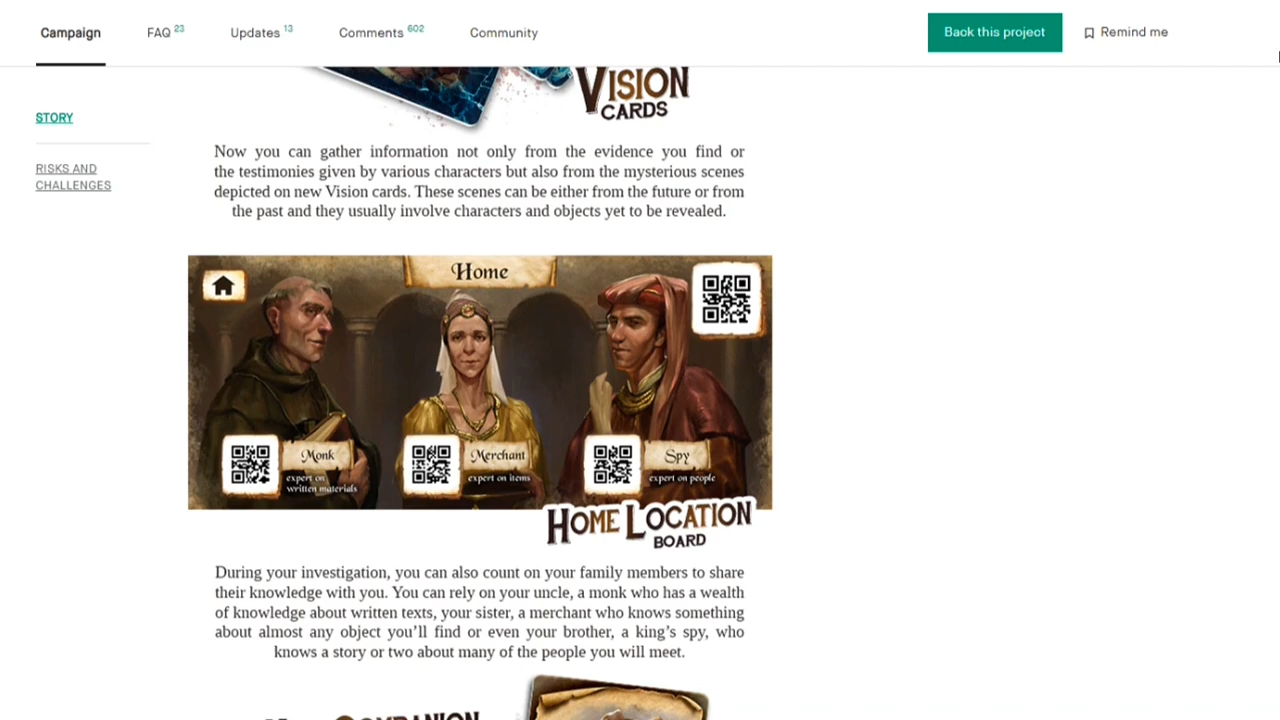 Campaign FAQ 23 Updates 13 Comments 602 Community Back this project Remind me
VISION
CARDS
STORY
RISKS AND
CHALLENGES
Now you can gather information not only from the evidence you find or
the testimonies given by various characters but also from the mysterious scenes
depicted on new Vision cards. These scenes can be either from the future or from
the past and they usually involve characters and objects yet to be revealed.
Home
Monk
expert on
written materials
Merchant
expert on items
Spy
expert on people
HOME LOCATION
BOARD
During your investigation, you can also count on your family members to share
their knowledge with you. You can rely on your uncle, a monk who has a wealth
of knowledge about written texts, your sister, a merchant who knows something
about almost any object you’ll find or even your brother, a king’s spy, who
knows a story or two about many of the people you will meet.
COMPANION